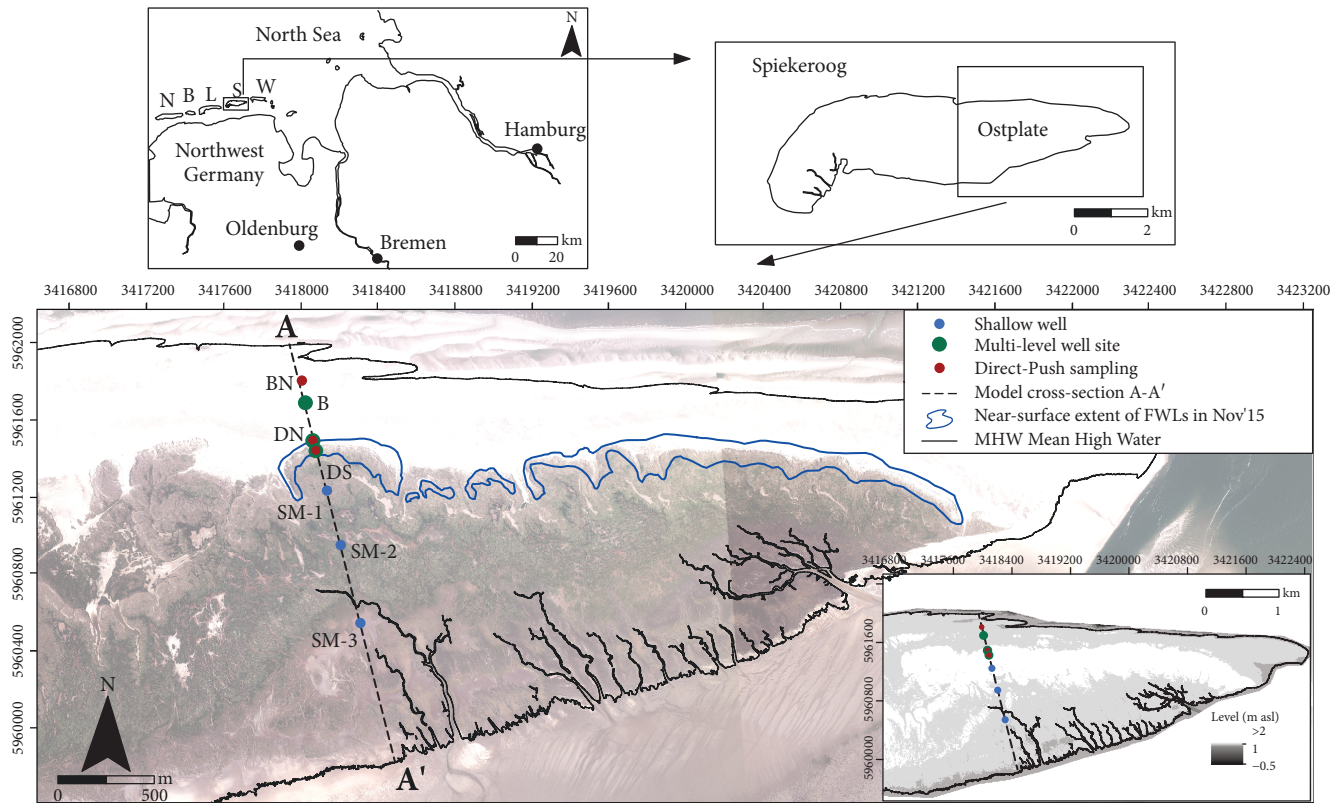 North Sea
N
N B L S W
Hamburg
Northwest
Germany
Oldenburg
Bremen
km
0 20
Spiekeroog
Ostplate
km
0 2
3416800 3417200 3417600 3418000 3418400 3418800 3419200 3419600 3420000 3420400 3420800 3421200 3421600 3422000 3422400 3422800 3423200
5962000
5961600
5961200
5960800
5960400
5960000
A
BN
B
DN
DS
SM-1
SM-2
SM-3
A'
N
m
0 500
Shallow well
Multi-level well site
Direct-Push sampling
Model cross-section A-A′
Near-surface extent of FWLs in Nov'15
MHW Mean High Water
3416800 3417600 3418400 3419200 3420000 3420800 3421600 3422400
km
0 1
5961600
5960800
5960000
Level (m asl)
>2
1
−0.5